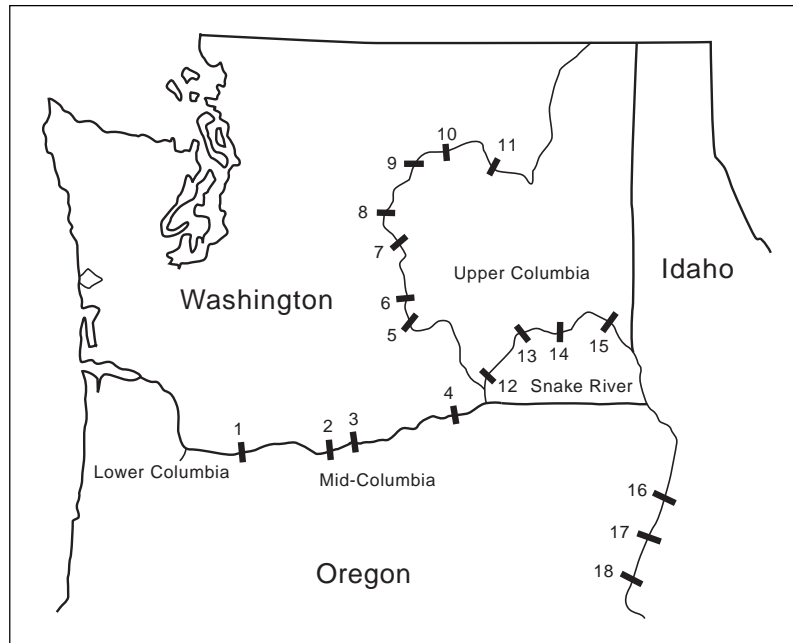 10
11
9
8
7
Upper Columbia
Idaho
Washington
6
5
13
14
15
12
Snake River
4
1
2
3
Lower Columbia
Mid-Columbia
16
17
18
Oregon